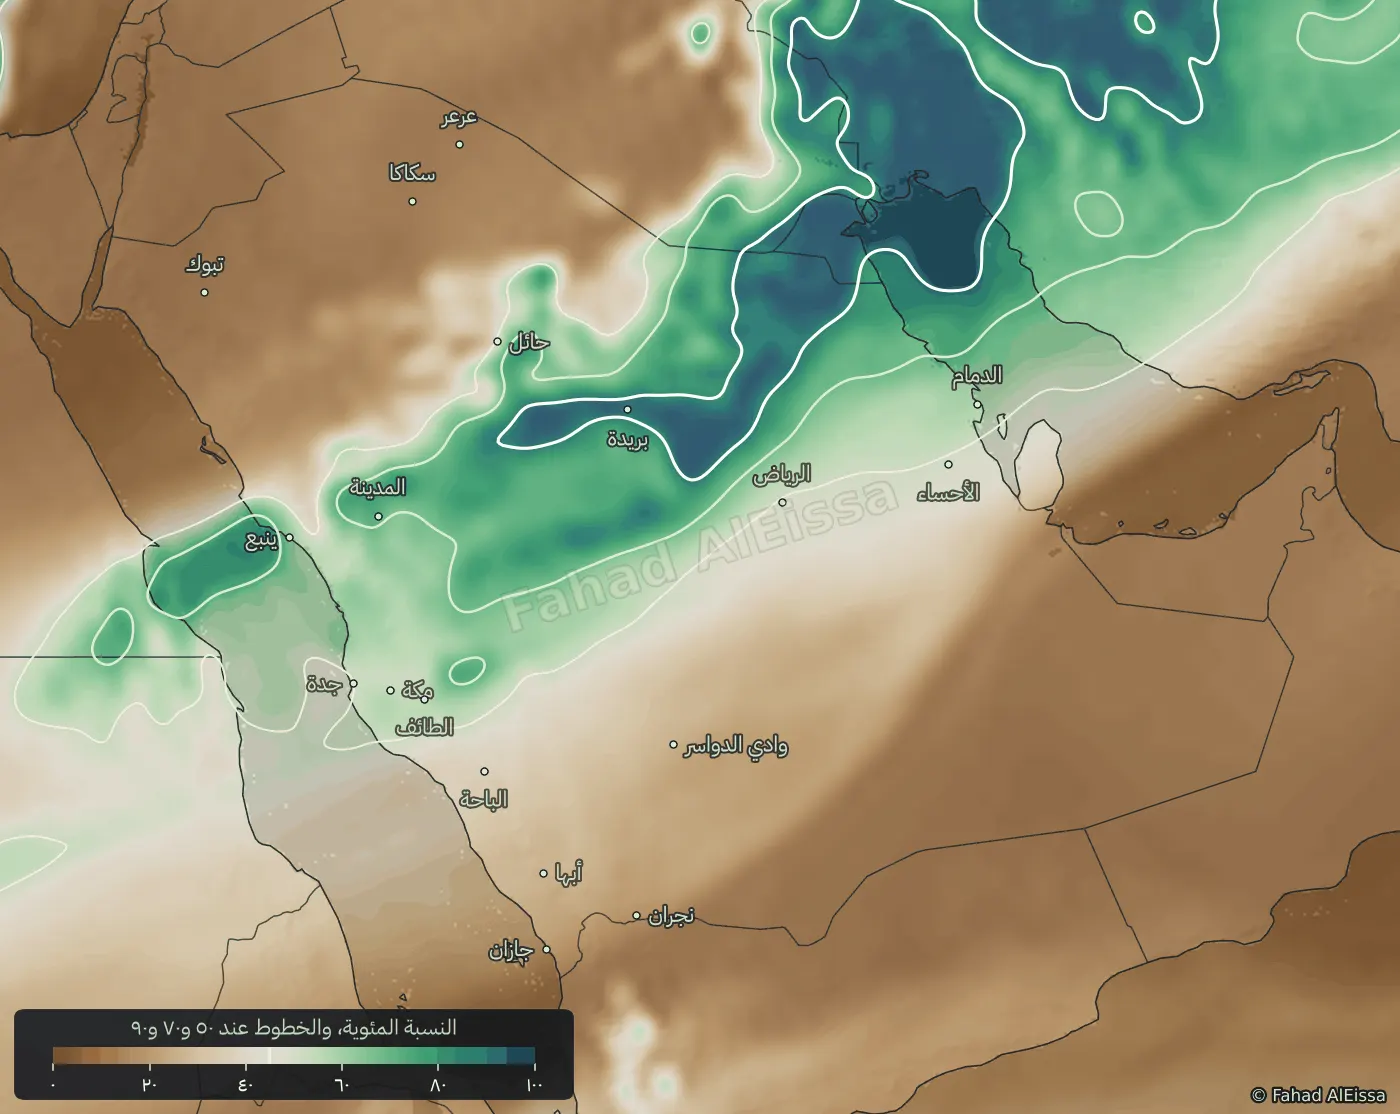 عرعر
سكاكا
تبوك
حائل
الدمام
بريدة
الرياض
المدينة
الأحساء
ينبع
Fahad AlEissa
جدة
مكة
الطائف
وادي الدواسر
الباحة
أبها
نجران
جازان
النسبة المئوية، والخطوط عند ٥٠ و٧٠ و٩٠
٠ ٢٠ ٤٠ ٦٠ ٨٠ ١٠٠
© Fahad AlEissa